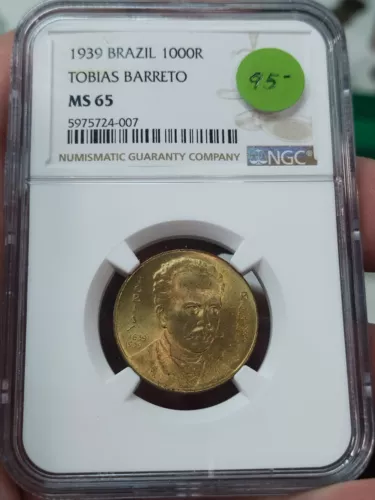 1939 BRAZIL 1000R
TOBIAS BARRETO
MS 65
5975724-007
NUMISMATIC GUARANTY COMPANY
NGC
95-